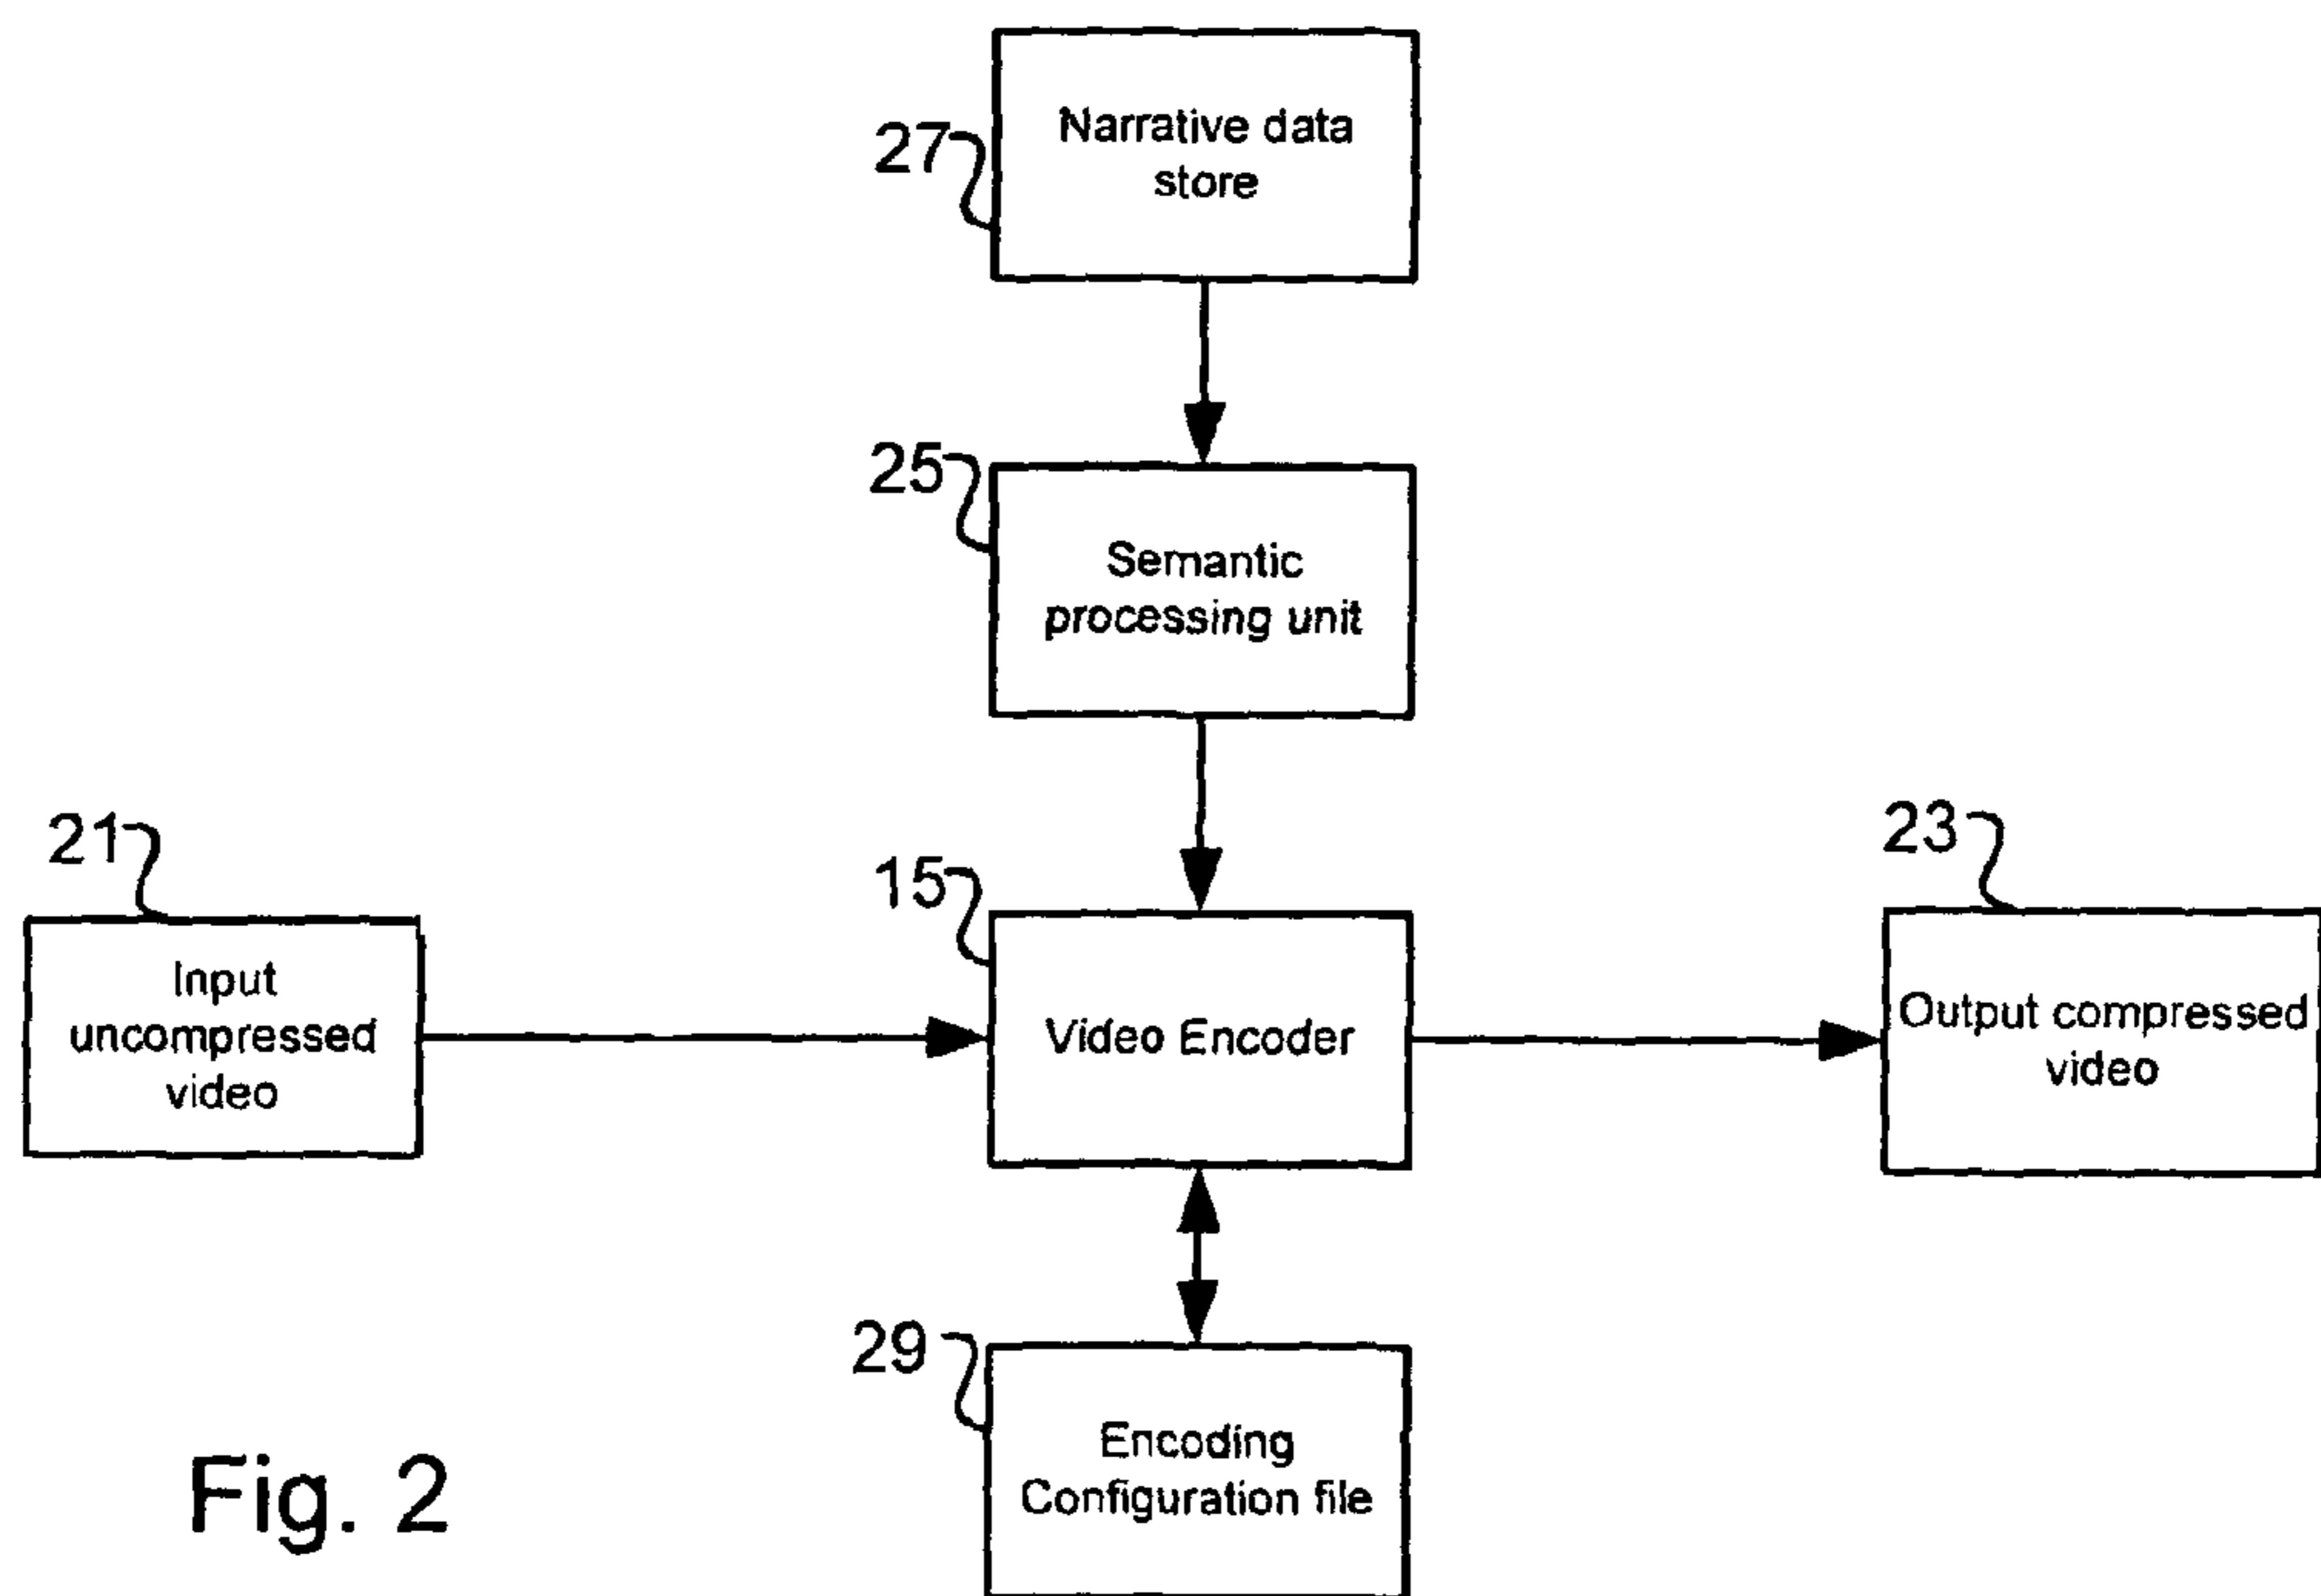 27
Narrative data
store
25
Semantic
processing unit
21
15
23
Input
uncompressed
video
Video Encoder
Output compressed
video
29
Encoding
Configuration file
Fig. 2